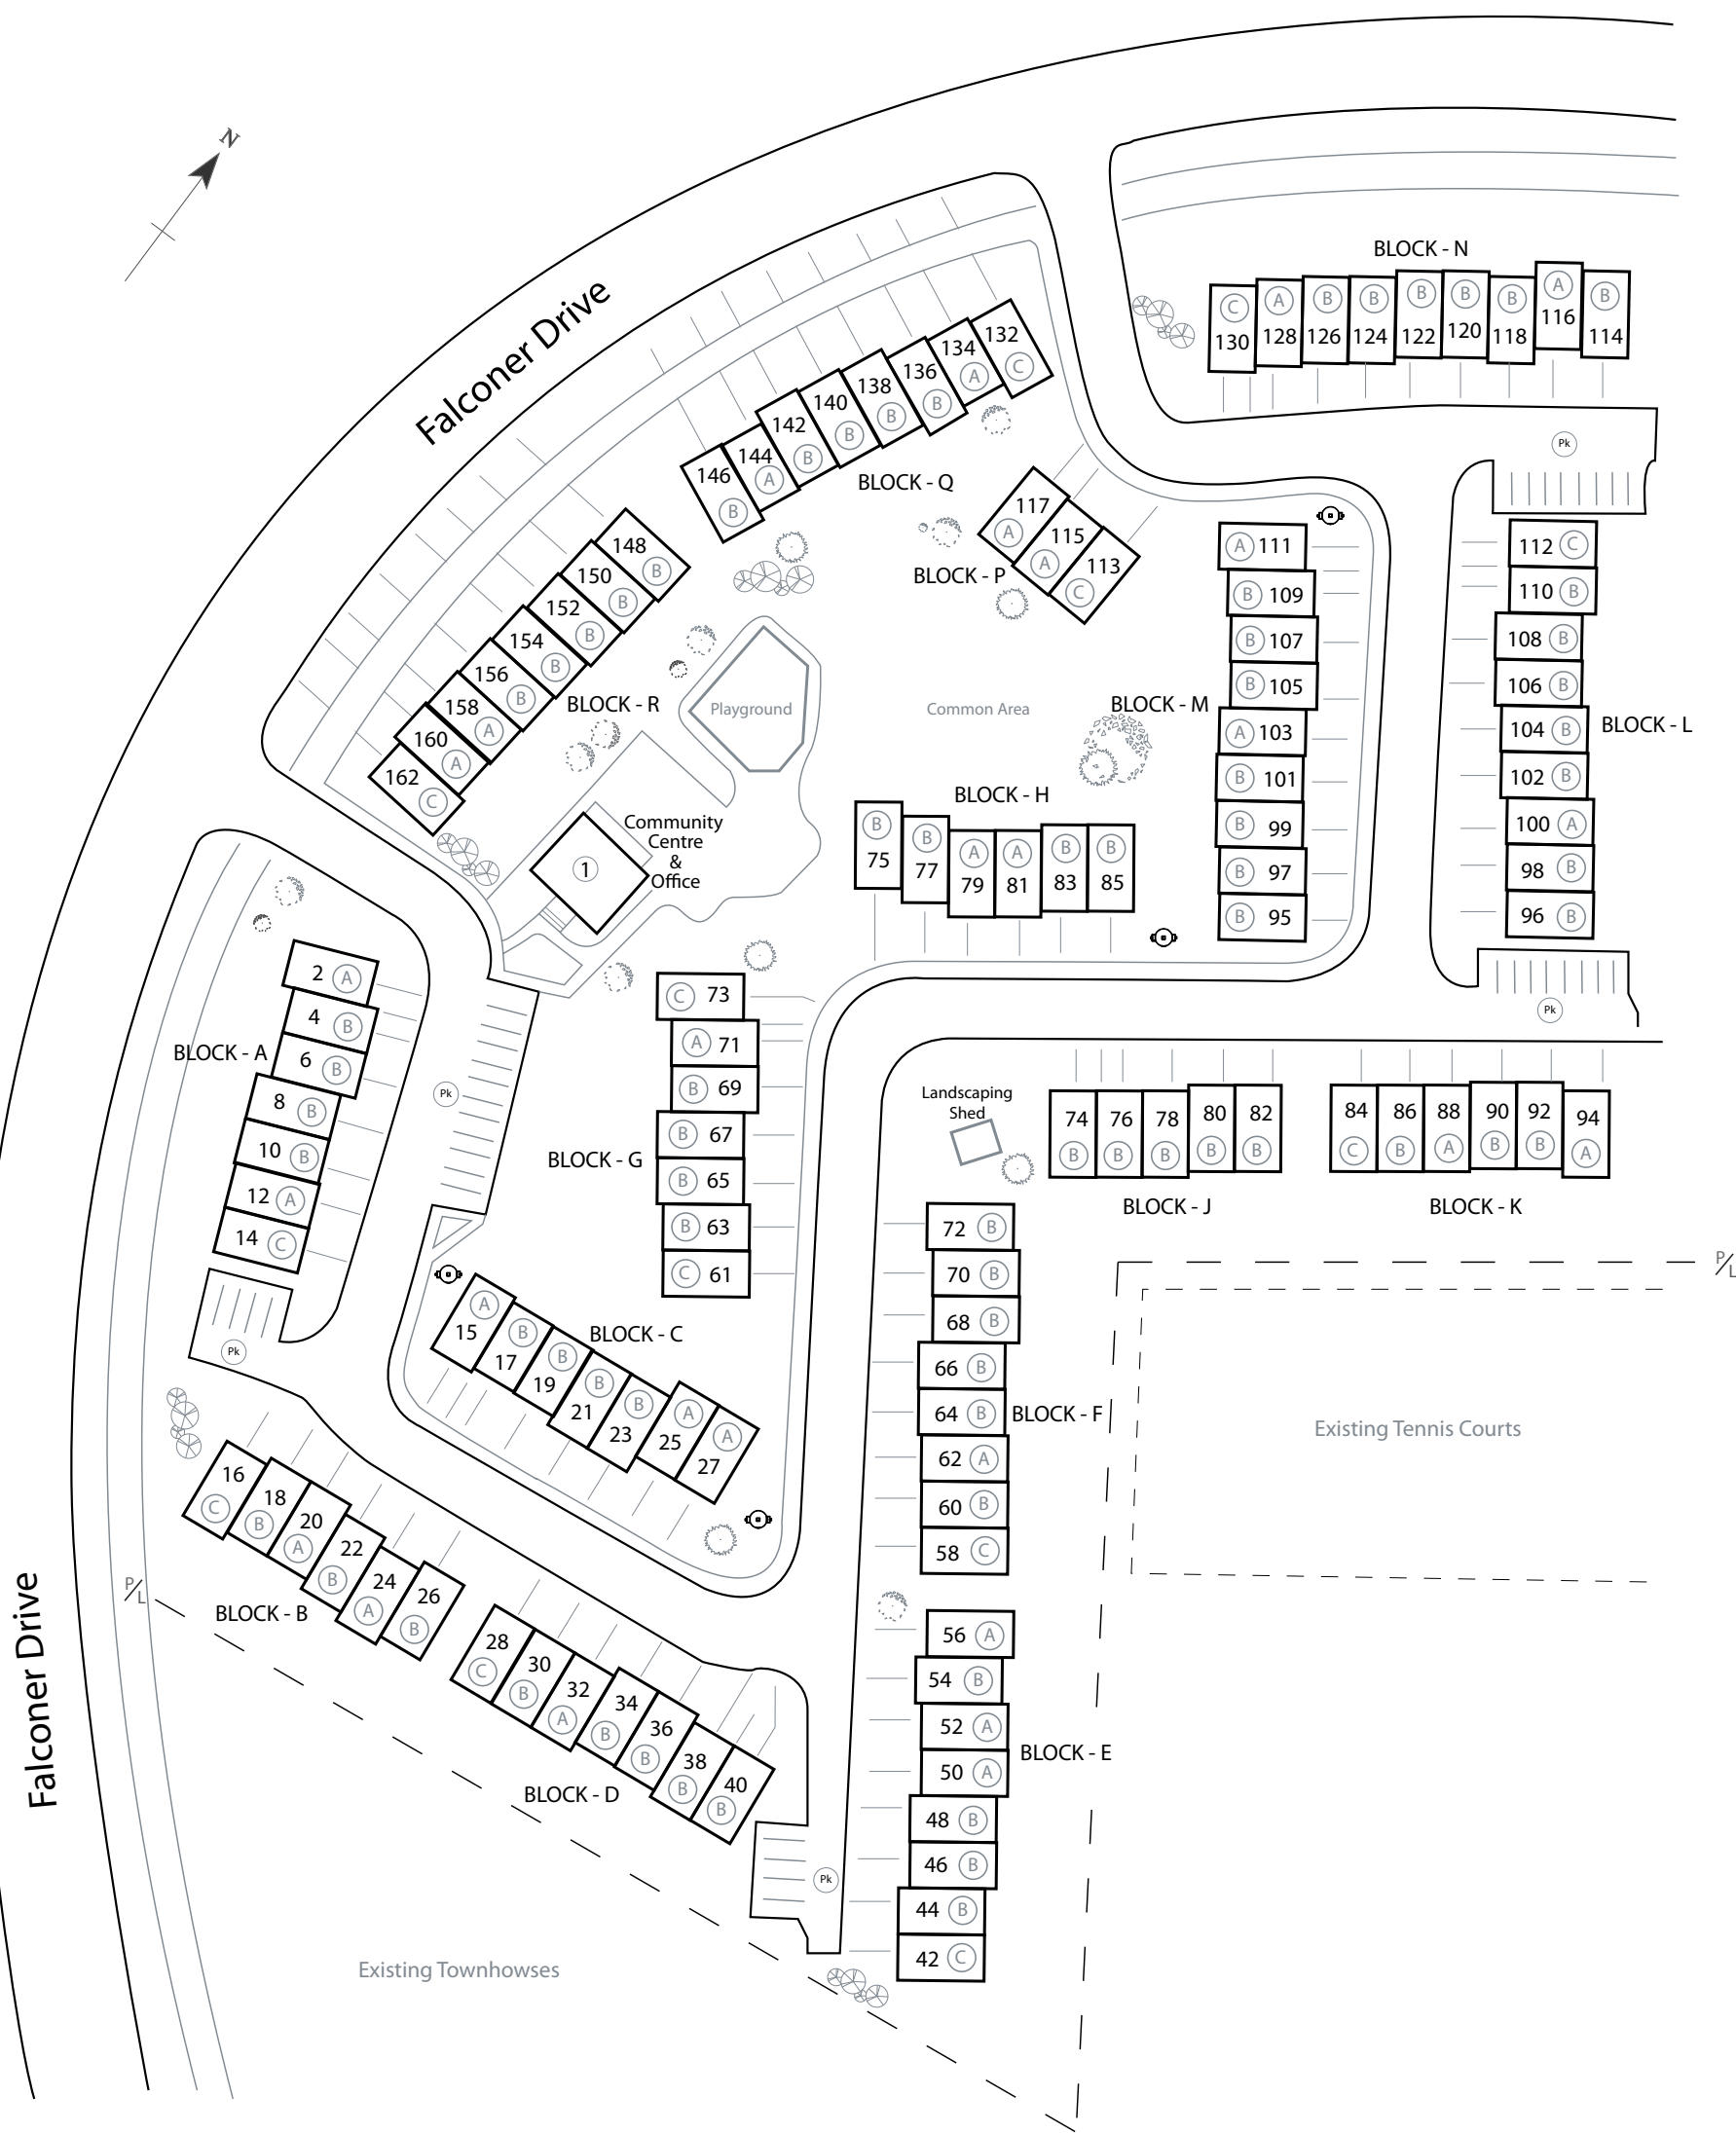 N
Falconer Drive
BLOCK - N
C 130
A 128
B 126
B 124
B 122
B 120
B 118
A 116
B 114
Pk
132 C
134 A
136 B
138 B
140 B
142 B
144 A
146 B
BLOCK - Q
117 A
115 A
113 C
BLOCK - P
148 B
150 B
152 B
154 B
156 B
158 A
160 A
162 C
BLOCK - R
Playground
Common Area
A 111
B 109
B 107
B 105
A 103
B 101
B 99
B 97
B 95
BLOCK - M
112 C
110 B
108 B
106 B
104 B
102 B
100 A
98 B
96 B
BLOCK - L
Pk
BLOCK - H
B 75
B 77
A 79
A 81
B 83
B 85
Community
Centre
&
Office
1
2 A
4 B
6 B
8 B
10 B
12 A
14 C
BLOCK - A
Pk
Pk
C 73
A 71
B 69
B 67
B 65
B 63
C 61
BLOCK - G
Landscaping
Shed
74 B
76 B
78 B
80 B
82 B
BLOCK - J
84 C
86 B
88 A
90 B
92 B
94 A
BLOCK - K
P/L
72 B
70 B
68 B
66 B
64 B
62 A
60 B
58 C
BLOCK - F
Existing Tennis Courts
A 15
B 17
B 19
B 21
B 23
A 25
A 27
BLOCK - C
16 C
18 B
20 A
22 B
24 A
26 B
BLOCK - B
P/L
Falconer Drive
28 C
30 B
32 A
34 B
36 B
38 B
40 B
BLOCK - D
56 A
54 B
52 A
50 A
48 B
46 B
44 B
42 C
BLOCK - E
Pk
Existing Townhowses